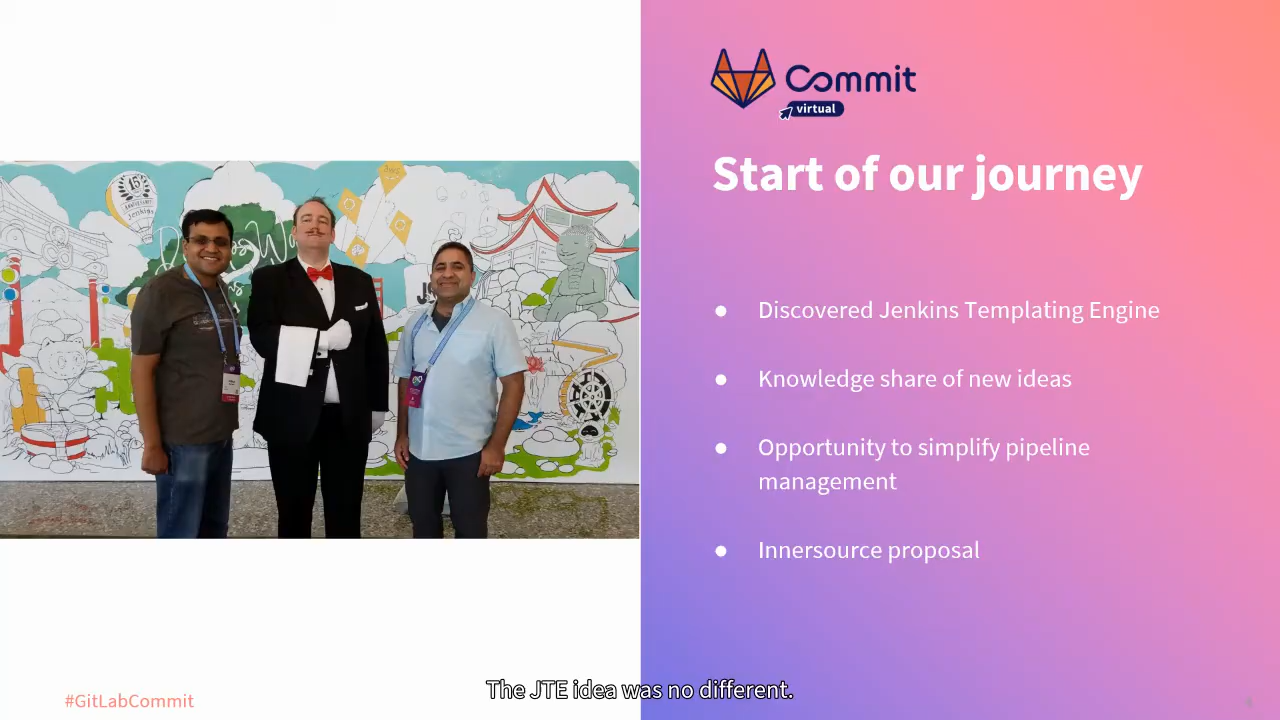 Commit
virtual
Start of our journey
Discovered Jenkins Templating Engine
Knowledge share of new ideas
Opportunity to simplify pipeline
management
Innersource proposal
The JTE idea was no different.
#GitLabCommit